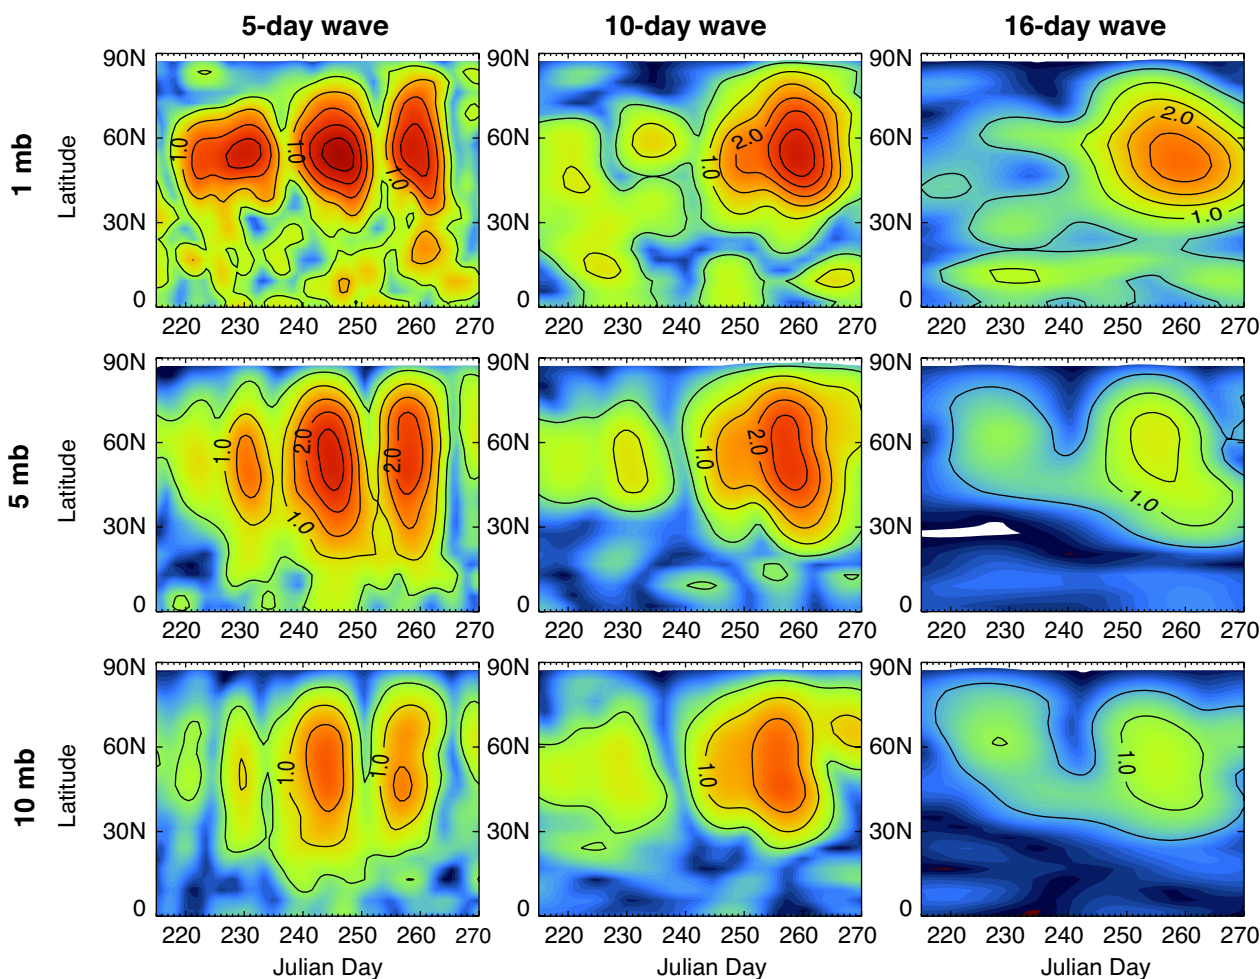 5-day wave 10-day wave 16-day wave
1 mb
Latitude
90N 60N 30N 0
1.0 1.0 1.0
220 230 240 250 260 270
90N 60N 30N 0
2.0 1.0
220 230 240 250 260 270
90N 60N 30N 0
2.0 1.0
220 230 240 250 260 270
5 mb
Latitude
90N 60N 30N 0
1.0 2.0 2.0 1.0
220 230 240 250 260 270
90N 60N 30N 0
1.0 2.0
220 230 240 250 260 270
90N 60N 30N 0
1.0
220 230 240 250 260 270
10 mb
Latitude
90N 60N 30N 0
1.0 1.0
220 230 240 250 260 270
Julian Day
90N 60N 30N 0
1.0
220 230 240 250 260 270
Julian Day
90N 60N 30N 0
1.0
220 230 240 250 260 270
Julian Day